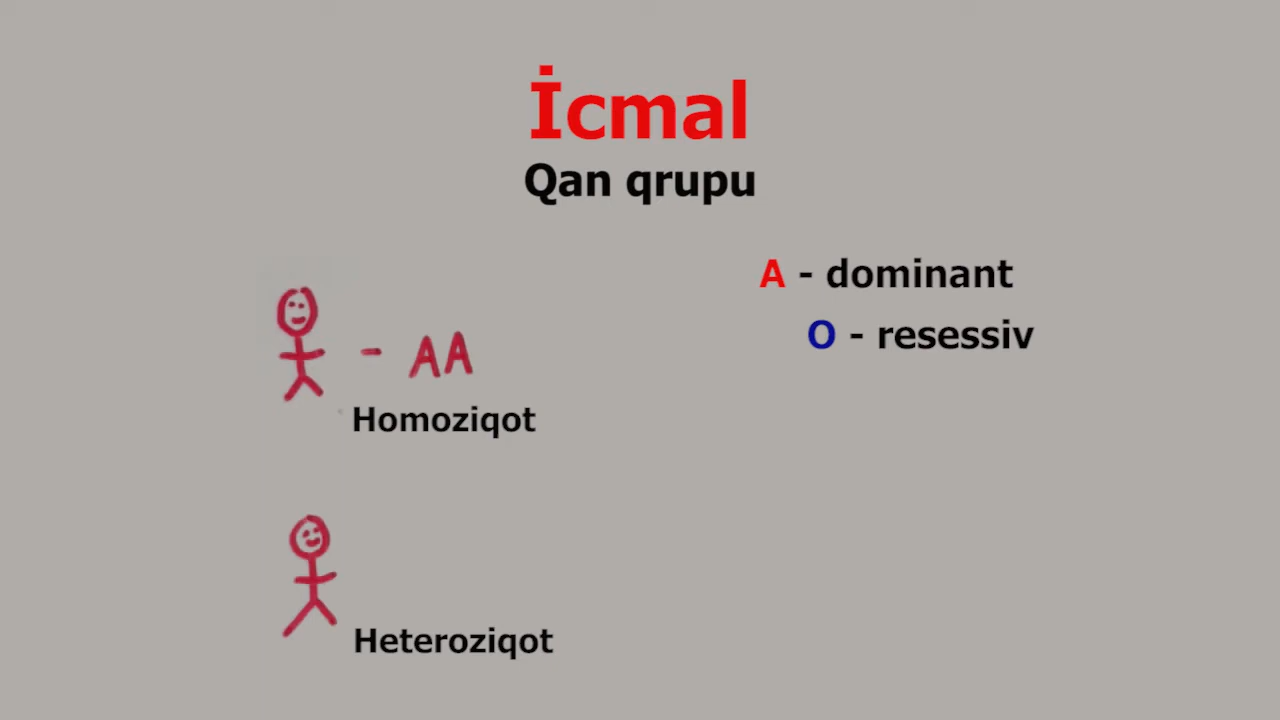 İcmal
Qan qrupu
A - dominant
O - resessiv
- AA
Homoziqot
Heteroziqot